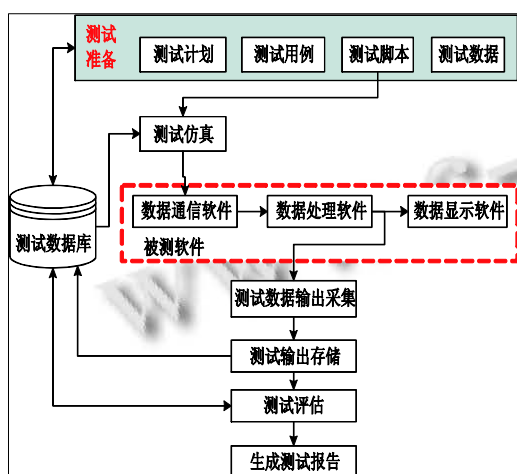 测试
准备
测试计划
测试用例
测试脚本
测试数据
测试仿真
数据通信软件
数据处理软件
数据显示软件
被测软件
测试数据库
测试数据输出采集
测试输出存储
测试评估
生成测试报告